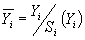 Y̅ᵢ = Yᵢ/Sᵢ (Yᵢ)